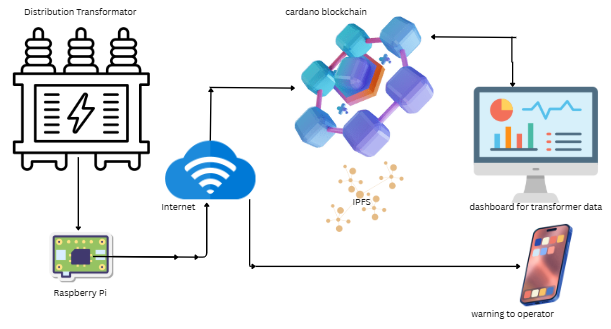 Distribution Transformator
cardano blockchain
Internet
IPFS
dashboard for transformer data
Raspberry Pi
warning to operator